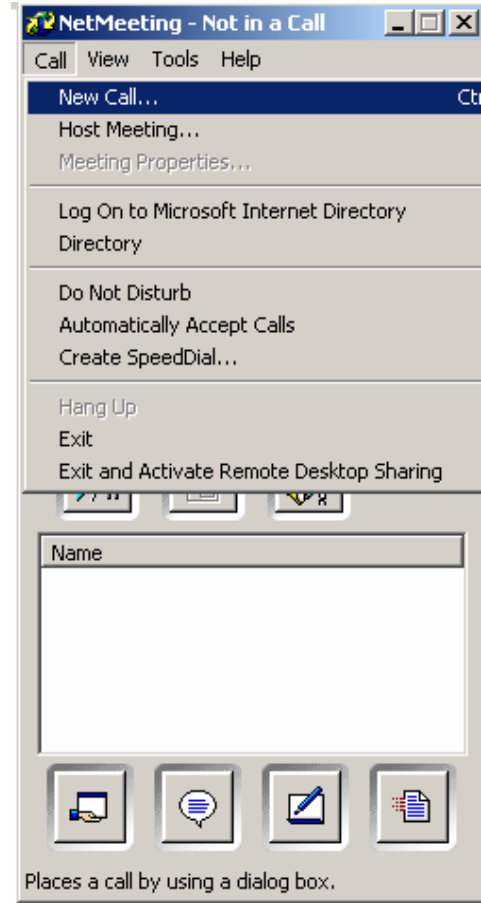 NetMeeting - Not in a Call
Call View Tools Help
New Call... Ctr
Host Meeting...
Meeting Properties...
Log On to Microsoft Internet Directory
Directory
Do Not Disturb
Automatically Accept Calls
Create SpeedDial...
Hang Up
Exit
Exit and Activate Remote Desktop Sharing
Name
Places a call by using a dialog box.